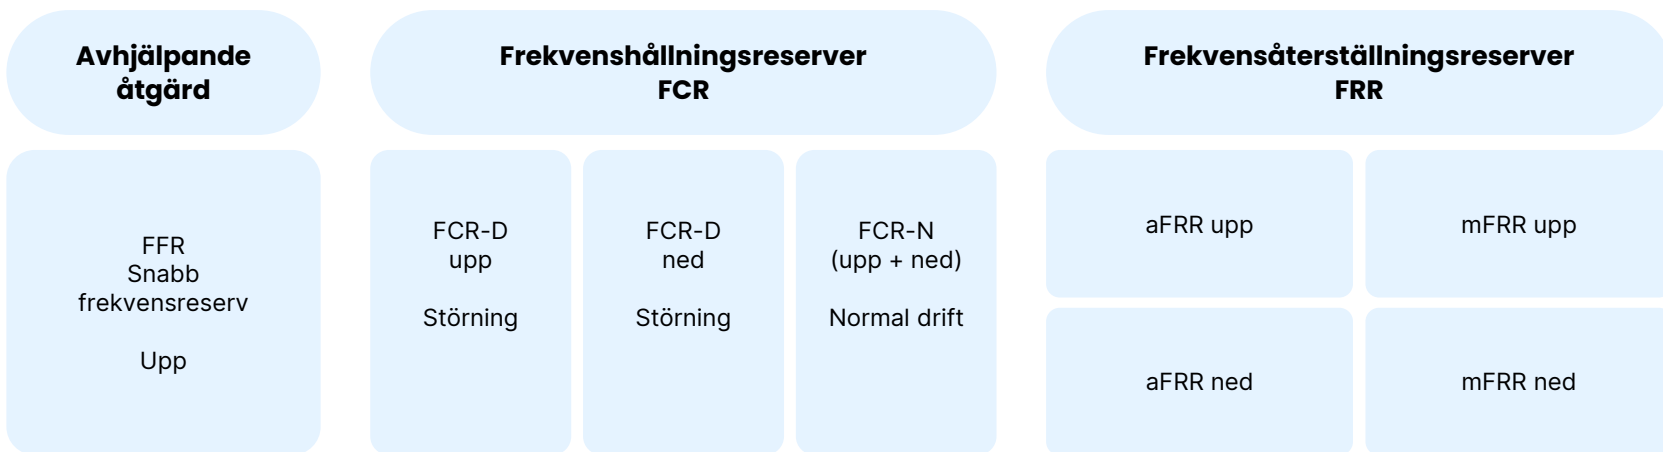 Avhjälpande
åtgärd
Frekvenshållningsreserver
FCR
Frekvensåterställningsreserver
FRR
FFR
Snabb
frekvensreserv
Upp
FCR-D
upp
Störning
FCR-D
ned
Störning
FCR-N
(upp + ned)
Normal drift
aFRR upp
mFRR upp
aFRR ned
mFRR ned